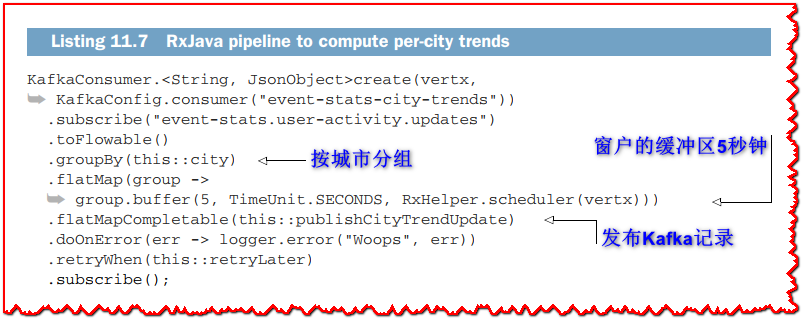 Listing 11.7 RxJava pipeline to compute per-city trends
KafkaConsumer.<String, JsonObject>create(vertx,
KafkaConfig.consumer("event-stats-city-trends"))
.subscribe("event-stats.user-activity.updates")
.toFlowable()
.groupBy(this::city)
按城市分组
窗户的缓冲区5秒钟
.flatMap(group ->
group.buffer(5, TimeUnit.SECONDS, RxHelper.scheduler(vertx)))
.flatMapCompletable(this::publishCityTrendUpdate)
发布Kafka记录
.doOnError(err -> logger.error("Woops", err))
.retryWhen(this::retryLater)
.subscribe();